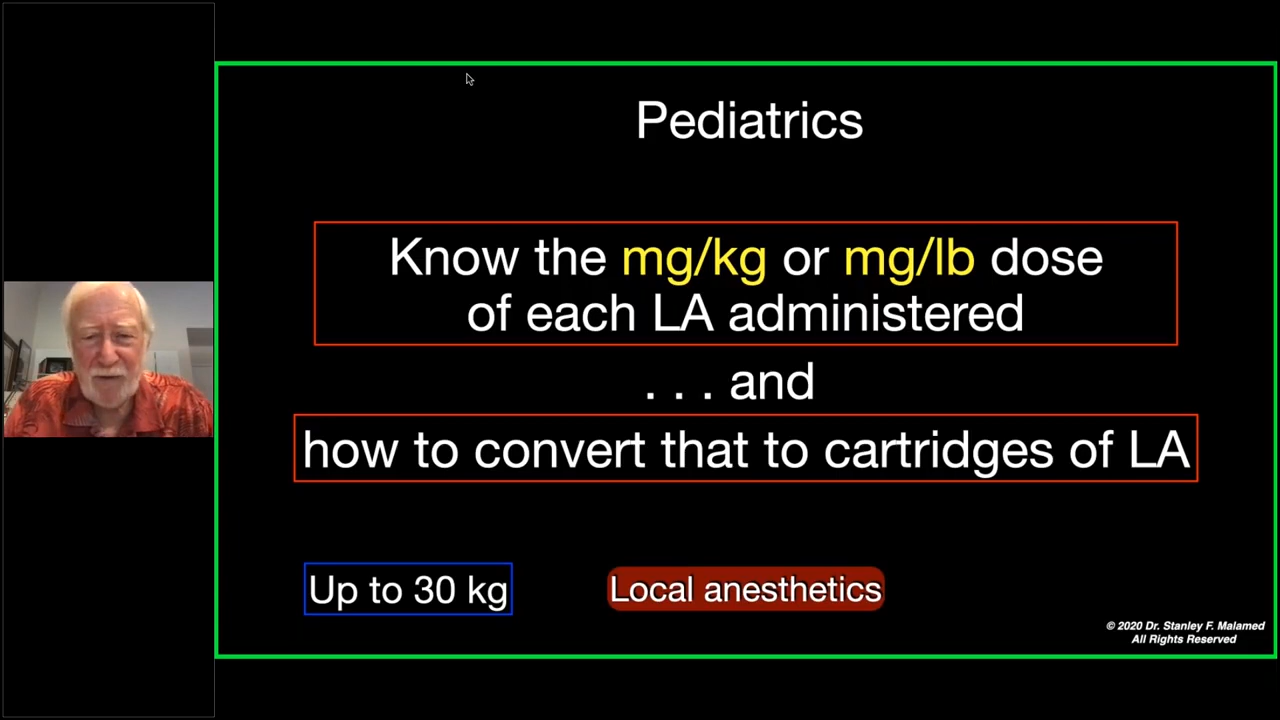 Pediatrics
Know the mg/kg or mg/lb dose
of each LA administered
. . . and
how to convert that to cartridges of LA
Up to 30 kg
Local anesthetics
© 2020 Dr. Stanley F. Malamed
All Rights Reserved